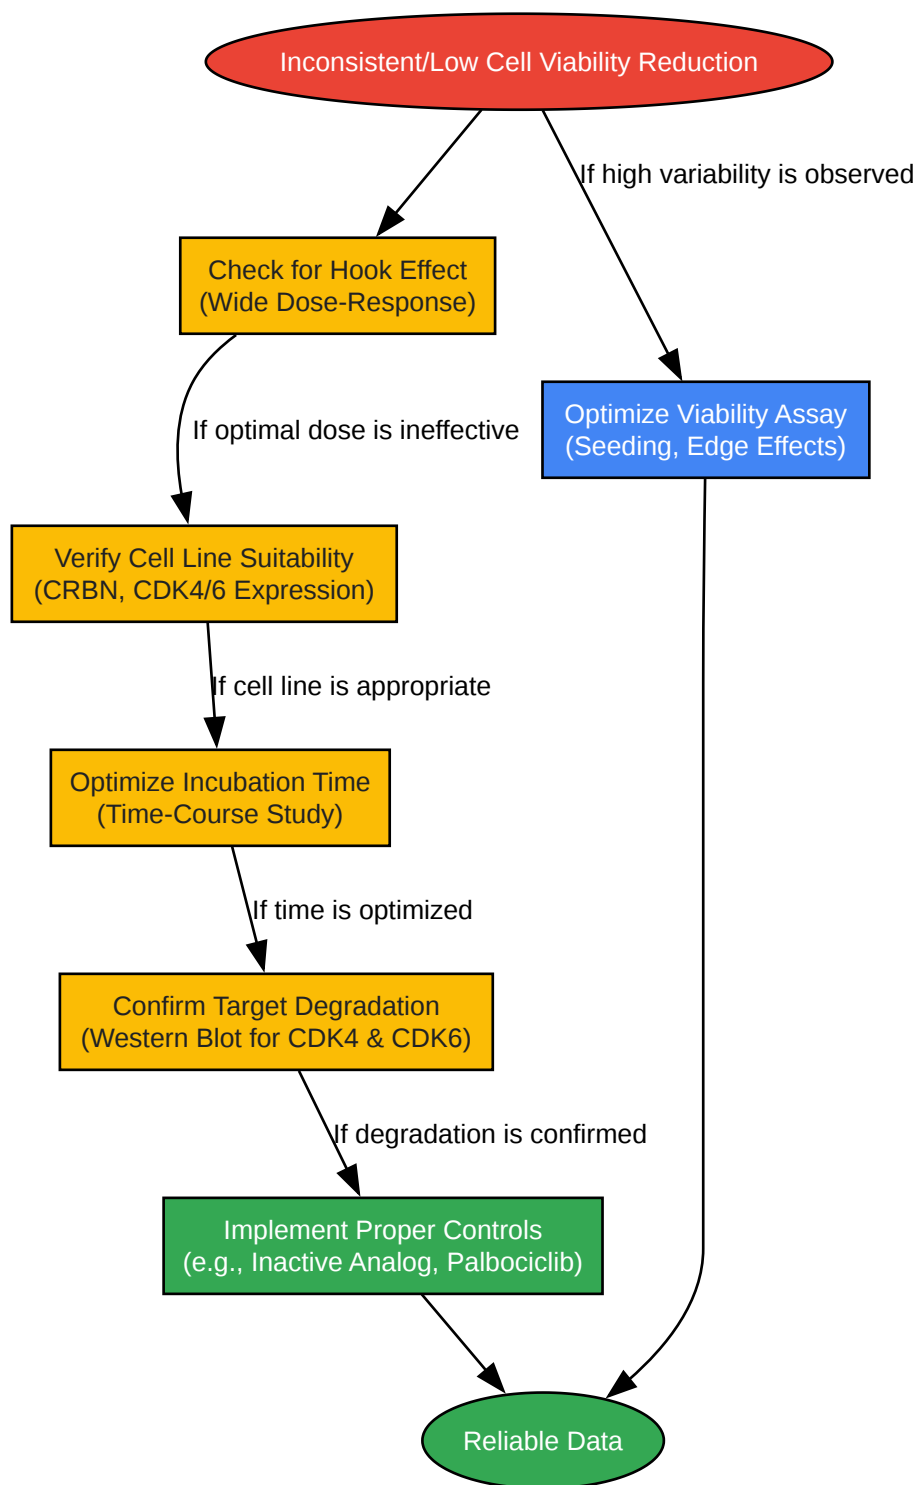 Inconsistent/Low Cell Viability Reduction
If high variability is observed
Check for Hook Effect
(Wide Dose-Response)
Optimize Viability Assay
(Seeding, Edge Effects)
If optimal dose is ineffective
Verify Cell Line Suitability
(CRBN, CDK4/6 Expression)
If cell line is appropriate
Optimize Incubation Time
(Time-Course Study)
If time is optimized
Confirm Target Degradation
(Western Blot for CDK4 & CDK6)
If degradation is confirmed
Implement Proper Controls
(e.g., Inactive Analog, Palbociclib)
Reliable Data